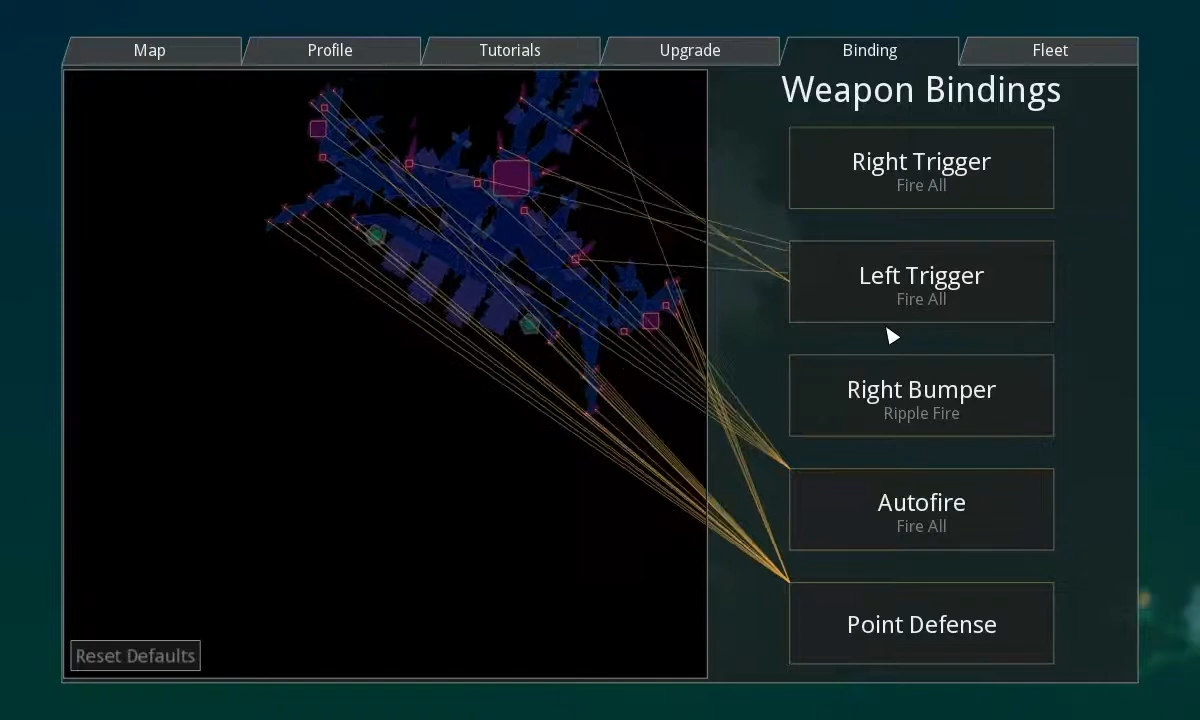 Map
Profile
Tutorials
Upgrade
Binding
Fleet
Weapon Bindings
Right Trigger
Fire All
Left Trigger
Fire All
Right Bumper
Ripple Fire
Autofire
Fire All
Point Defense
Reset Defaults